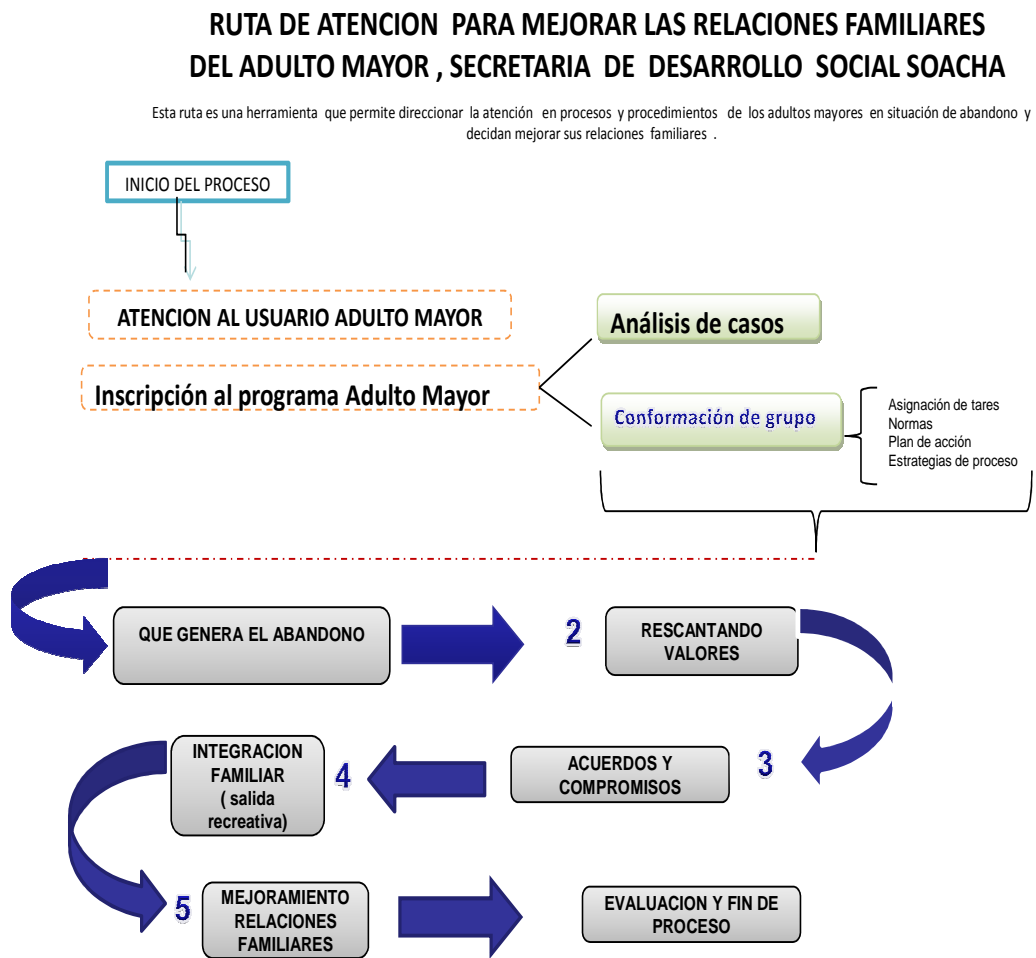 RUTA DE ATENCION PARA MEJORAR LAS RELACIONES FAMILIARES
DEL ADULTO MAYOR , SECRETARIA DE DESARROLLO SOCIAL SOACHA
Esta ruta es una herramienta que permite direccionar la atención en procesos y procedimientos de los adultos mayores en situación de abandono y
decidan mejorar sus relaciones familiares .
INICIO DEL PROCESO
ATENCION AL USUARIO ADULTO MAYOR
Análisis de casos
Inscripción al programa Adulto Mayor
Conformación de grupo
Asignación de tares
Normas
Plan de acción
Estrategias de proceso
QUE GENERA EL ABANDONO
2
RESCANTANDO
VALORES
3
ACUERDOS Y
COMPROMISOS
4
INTEGRACION
FAMILIAR
( salida
recreativa)
5
MEJORAMIENTO
RELACIONES
FAMILIARES
EVALUACION Y FIN DE
PROCESO